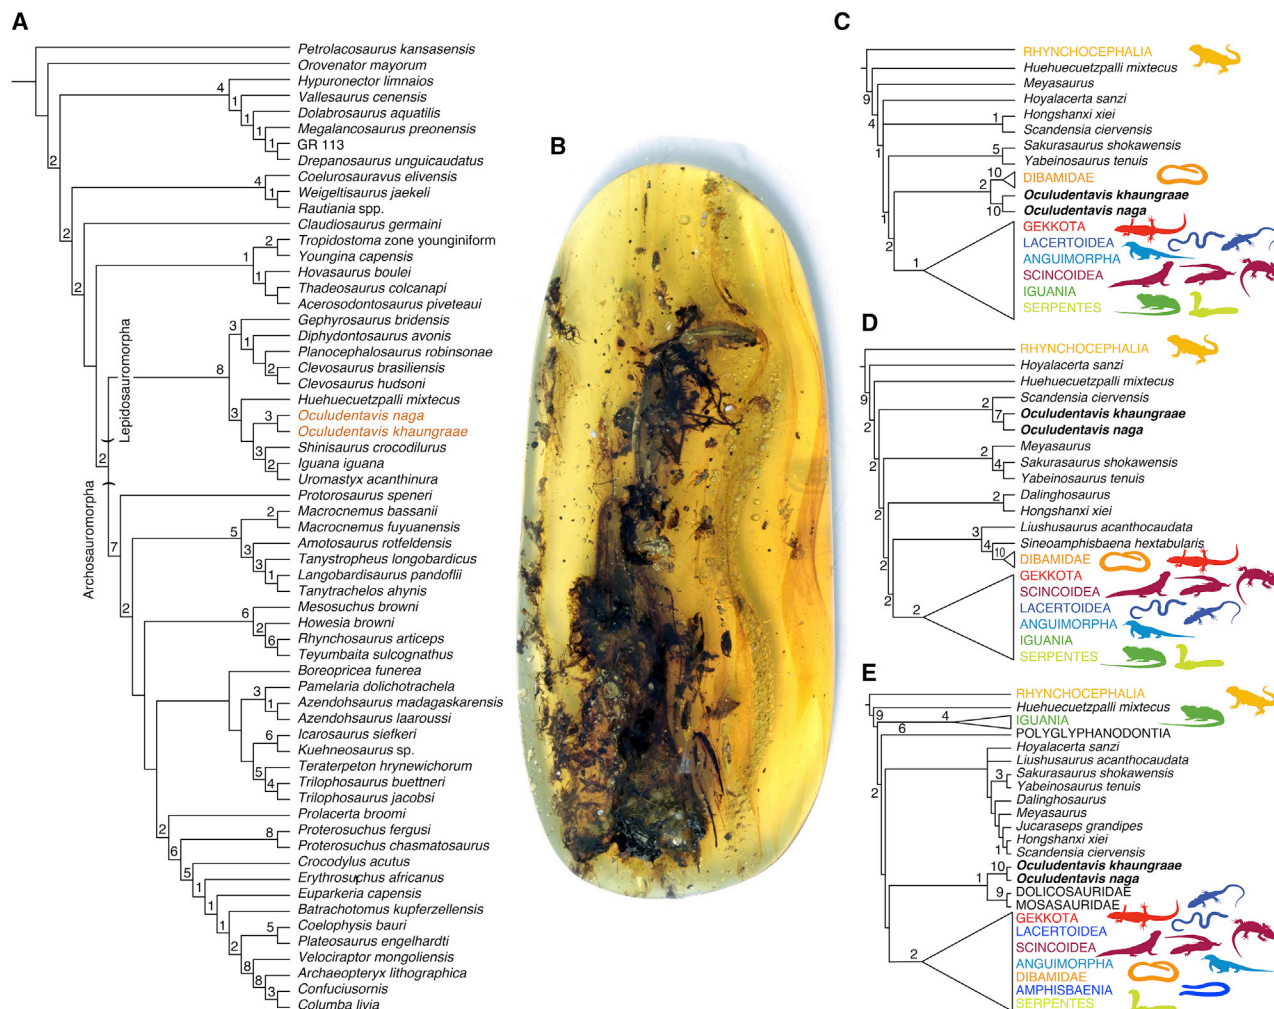 A
Petrolacosaurus kansasensis
Orovenator mayorum
Hypuronector limnaios
4
Vallesaurus cenensis
1
Dolabrosaurus aquatilis
1
Megalancosaurus preonensis
1
GR 113
1
Drepanosaurus unguicaudatus
2
Coelurosauravus elivensis
4
Weigeltisaurus jaekeli
1
Rautiania spp.
Claudiosaurus germaini
2
Tropidostoma zone younginiform
2
Youngina capensis
1
Hovasaurus boulei
1
Thadeosaurus colcanapi
2
Acerosodontosaurus piveteaui
Gephyrosaurus bridensis
3
Diphydontosaurus avonis
1
Planocephalosaurus robinsonae
Clevosaurus brasiliensis
2
8
Clevosaurus hudsoni
Lepidosauromorpha
Huehuecuetzpalli mixtecus
3
Oculudentavis naga
3
Oculudentavis khaungraae
Shinisaurus crocodilurus
3
Iguana iguana
2
2
Uromastyx acanthinura
Archosauromorpha
Protorosaurus speneri
Macrocnemus bassanii
2
Macrocnemus fuyuanensis
5
7
Amotosaurus rotfeldensis
3
Tanystropheus longobardicus
3
Langobardisaurus pandoflii
1
Tanytrachelos ahynis
2
Mesosuchus browni
6
Howesia browni
2
Rhynchosaurus articeps
6
Teyumbaita sulcognathus
Boreopricea funerea
Pamelaria dolichotrachela
3
Azendohsaurus madagaskarensis
1
Azendohsaurus laaroussi
Icarosaurus siefkeri
6
Kuehneosaurus sp.
Teraterpeton hrynewichorum
5
Trilophosaurus buettneri
4
Trilophosaurus jacobsi
Prolacerta broomi
2
Proterosuchus fergusi
8
Proterosuchus chasmatosaurus
6
Crocodylus acutus
5
Erythrosuchus africanus
1
Euparkeria capensis
1
Batrachotomus kupferzellensis
1
Coelophysis bauri
5
Plateosaurus engelhardti
2
Velociraptor mongoliensis
8
Archaeopteryx lithographica
8
Confuciusornis
3
Columba livia
B
C
RHYNCHOCEPHALIA
Huehuecuetzpalli mixtecus
Meyasaurus
9
Hoyalacerta sanzi
Hongshanxi xiei
1
4
Scandensia ciervensis
Sakurasaurus shokawensis
5
1
Yabeinosaurus tenuis
DIBAMIDAE
10
2
Oculudentavis khaungraae
Oculudentavis naga
10
1
GEKKOTA
LACERTOIDEA
2
ANGUIMORPHA
1
SCINCOIDEA
IGUANIA
SERPENTES
D
RHYNCHOCEPHALIA
Hoyalacerta sanzi
Huehuecuetzpalli mixtecus
9
Scandensia ciervensis
2
Oculudentavis khaungraae
7
2
Oculudentavis naga
Meyasaurus
2
Sakurasaurus shokawensis
4
2
Yabeinosaurus tenuis
Dalinghosaurus
2
2
Hongshanxi xiei
Liushusaurus acanthocaudata
3
Sineoamphisbaena hextabularis
4
2
DIBAMIDAE
10
GEKKOTA
SCINCOIDEA
LACERTOIDEA
2
ANGUIMORPHA
IGUANIA
SERPENTES
E
RHYNCHOCEPHALIA
Huehuecuetzpalli mixtecus
9
IGUANIA
4
6
POLYGLYPHANODONTIA
Hoyalacerta sanzi
Liushusaurus acanthocaudata
Sakurasaurus shokawensis
3
Yabeinosaurus tenuis
2
Dalinghosaurus
Meyasaurus
Jucaraseps grandipes
Hongshanxi xiei
Scandensia ciervensis
1
Oculudentavis khaungraae
10
Oculudentavis naga
1
DOLICOSAURIDAE
9
MOSASAURIDAE
GEKKOTA
LACERTOIDEA
SCINCOIDEA
2
ANGUIMORPHA
DIBAMIDAE
AMPHISBAENIA
SERPENTES